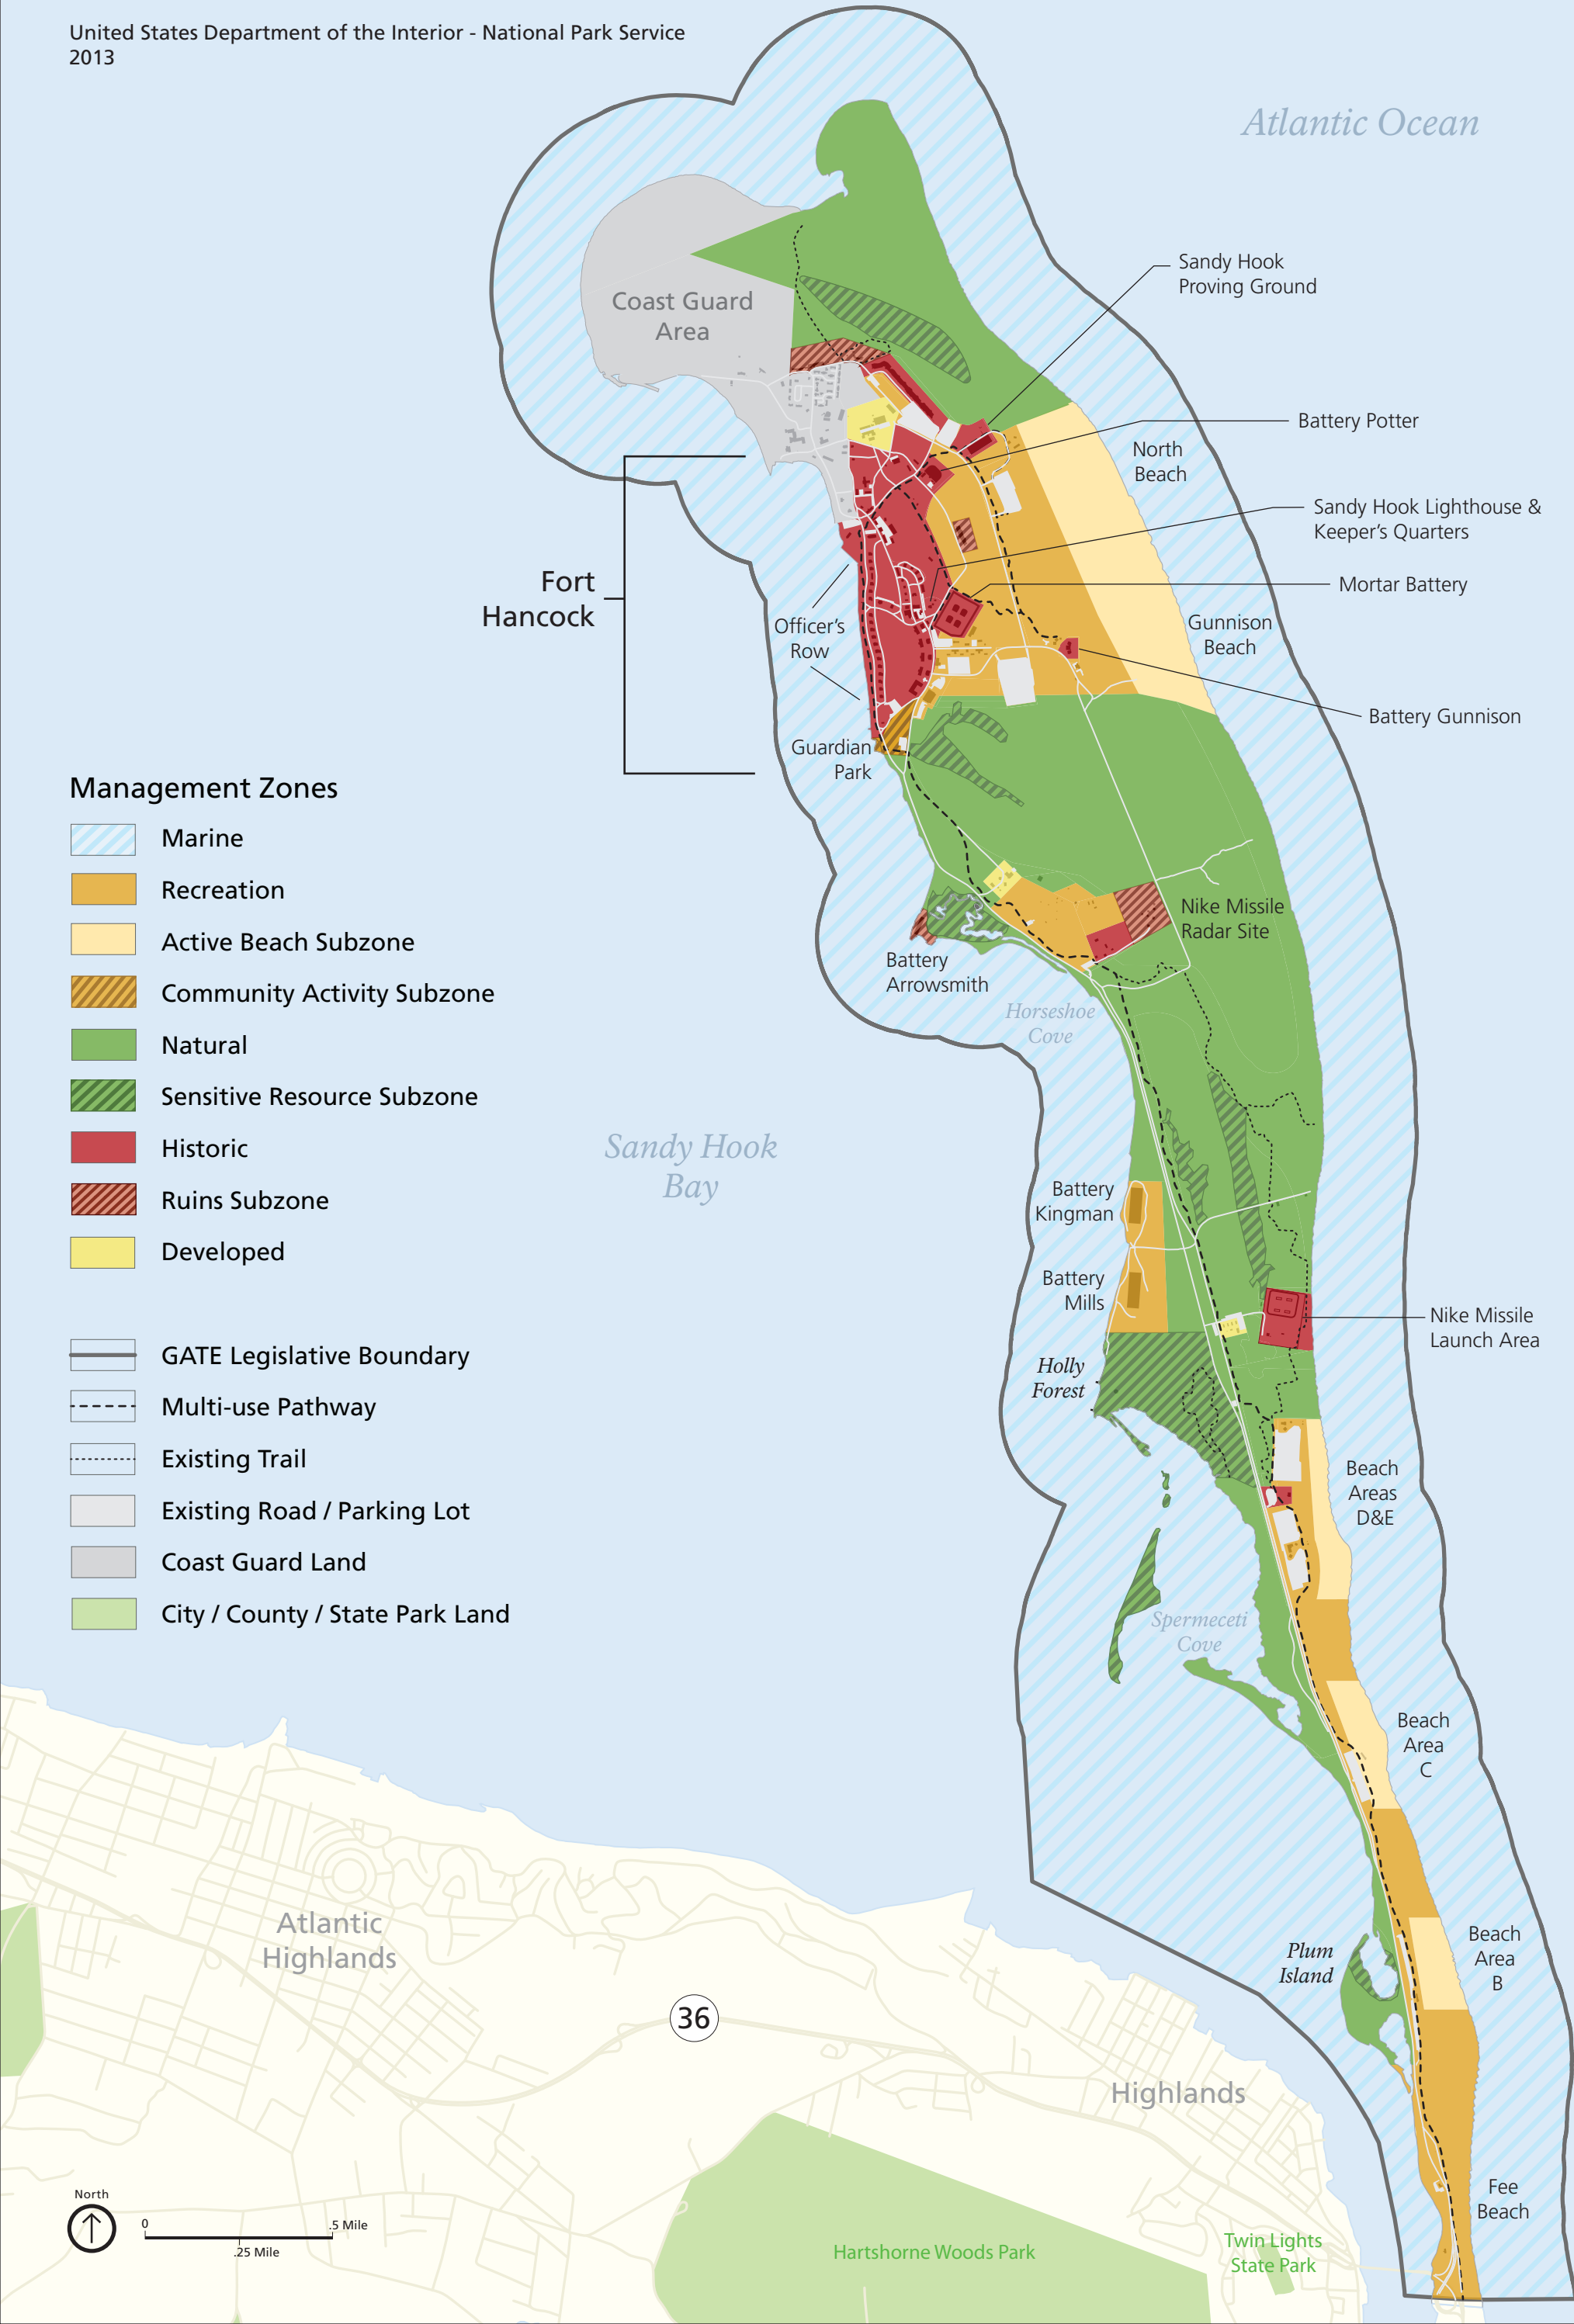 United States Department of the Interior - National Park Service
2013
Atlantic Ocean
Sandy Hook
Proving Ground
Coast Guard
Area
Battery Potter
North
Beach
Sandy Hook Lighthouse &
Keeper's Quarters
Fort
Hancock
Mortar Battery
Officer's
Row
Gunnison
Beach
Battery Gunnison
Guardian
Park
Management Zones
Marine
Recreation
Active Beach Subzone
Community Activity Subzone
Natural
Sensitive Resource Subzone
Historic
Ruins Subzone
Developed
GATE Legislative Boundary
Multi-use Pathway
Existing Trail
Existing Road / Parking Lot
Coast Guard Land
City / County / State Park Land
Nike Missile
Radar Site
Battery
Arrowsmith
Horseshoe
Cove
Sandy Hook
Bay
Battery
Kingman
Battery
Mills
Nike Missile
Launch Area
Holly
Forest
Beach
Areas
D&E
Spermeceti
Cove
Beach
Area
C
Atlantic
Highlands
Beach
Area
B
Plum
Island
36
Highlands
Fee
Beach
North
0
.5 Mile
.25 Mile
Hartshorne Woods Park
Twin Lights
State Park